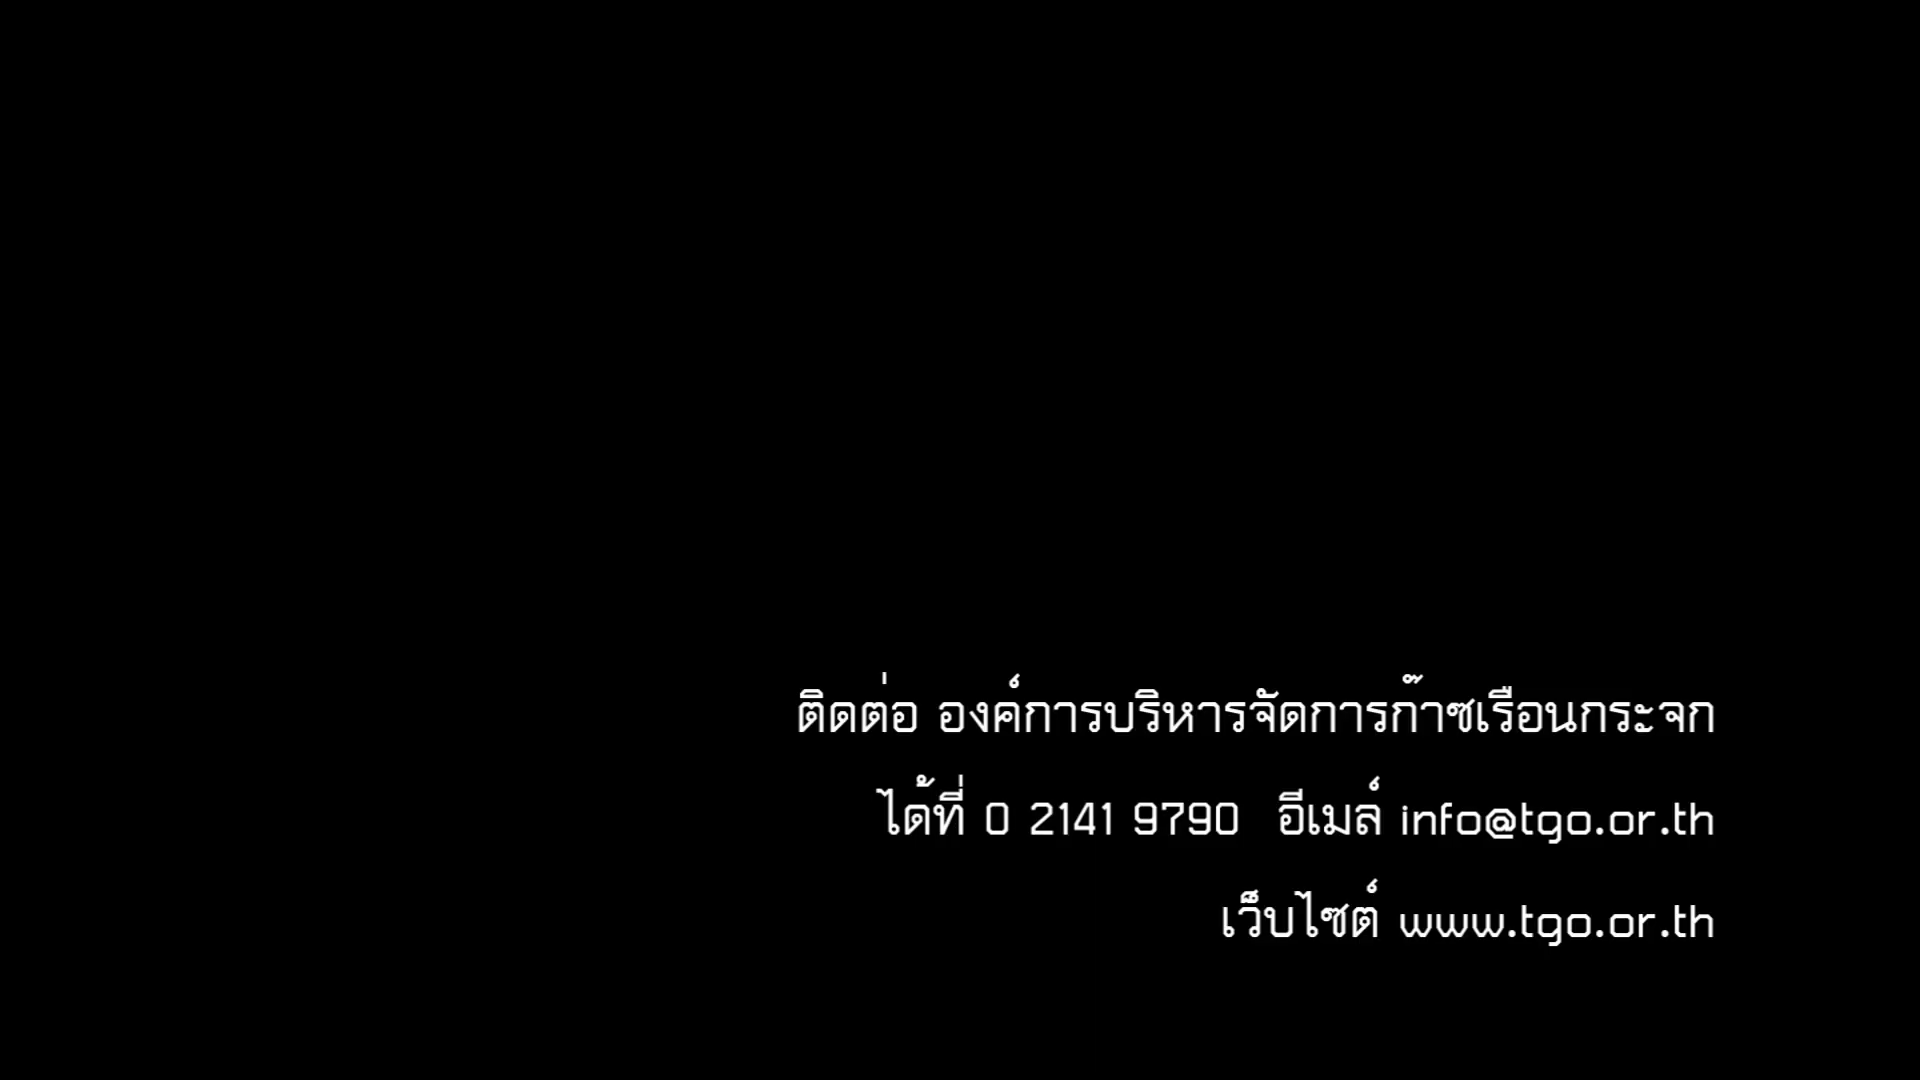 ติดต่อ องค์การบริหารจัดการก๊าซเรือนกระจก
ได้ที่ 0 2141 9790  อีเมล์ info@tgo.or.th
เว็บไซต์ www.tgo.or.th